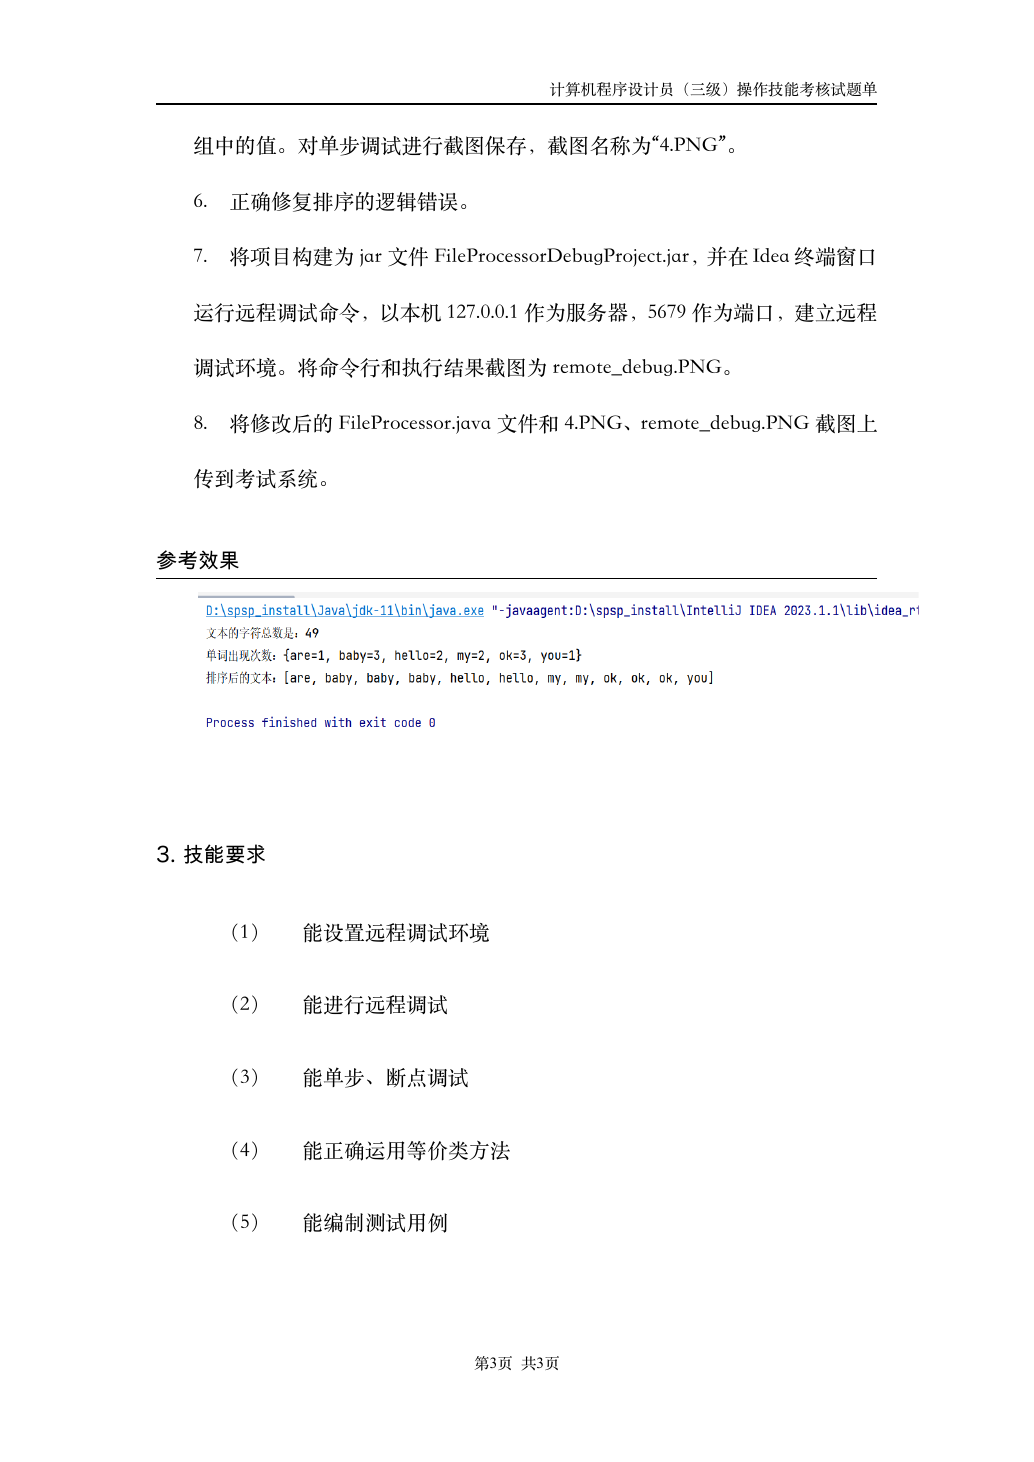 计算机程序设计员（三级）操作技能考核试题单
组中的值。对单步调试进行截图保存，截图名称为“4.PNG”。
6. 正确修复排序的逻辑错误。
7. 将项目构建为 jar 文件 FileProcessorDebugProject.jar，并在 Idea 终端窗口
运行远程调试命令，以本机 127.0.0.1 作为服务器，5679 作为端口，建立远程
调试环境。将命令行和执行结果截图为 remote_debug.PNG。
8. 将修改后的 FileProcessor.java 文件和 4.PNG、remote_debug.PNG 截图上
传到考试系统。
参考效果
D:\spsp_install\Java\jdk-11\bin\java.exe "-javaagent:D:\spsp_install\IntelliJ IDEA 2023.1.1\lib\idea_rt
文本的字符总数是：49
单词出现次数：{are=1, baby=3, hello=2, my=2, ok=3, you=1}
排序后的文本：[are, baby, baby, baby, hello, hello, my, my, ok, ok, ok, you]
Process finished with exit code 0
3. 技能要求
（1） 能设置远程调试环境
（2） 能进行远程调试
（3） 能单步、断点调试
（4） 能正确运用等价类方法
（5） 能编制测试用例
第3页 共3页